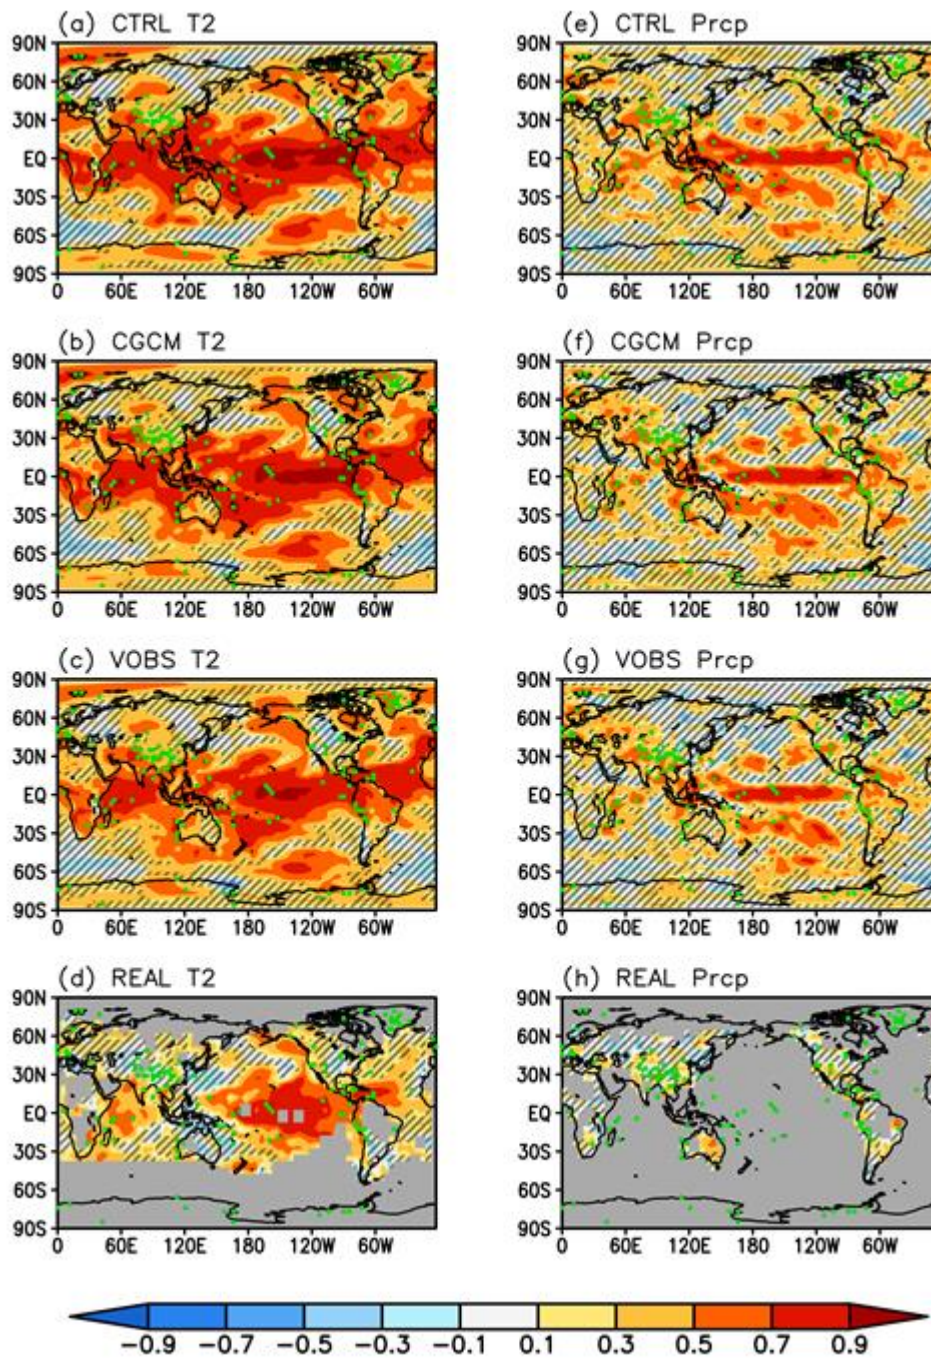 (a) CTRL T2
90N
60N
30N
EQ
30S
60S
90S
0 60E 120E 180 120W 60W
(e) CTRL Prcp
90N
60N
30N
EQ
30S
60S
90S
0 60E 120E 180 120W 60W
(b) CGCM T2
90N
60N
30N
EQ
30S
60S
90S
0 60E 120E 180 120W 60W
(f) CGCM Prcp
90N
60N
30N
EQ
30S
60S
90S
0 60E 120E 180 120W 60W
(c) VOBS T2
90N
60N
30N
EQ
30S
60S
90S
0 60E 120E 180 120W 60W
(g) VOBS Prcp
90N
60N
30N
EQ
30S
60S
90S
0 60E 120E 180 120W 60W
(d) REAL T2
90N
60N
30N
EQ
30S
60S
90S
0 60E 120E 180 120W 60W
(h) REAL Prcp
90N
60N
30N
EQ
30S
60S
90S
0 60E 120E 180 120W 60W
−0.9 −0.7 −0.5 −0.3 −0.1 0.1 0.3 0.5 0.7 0.9